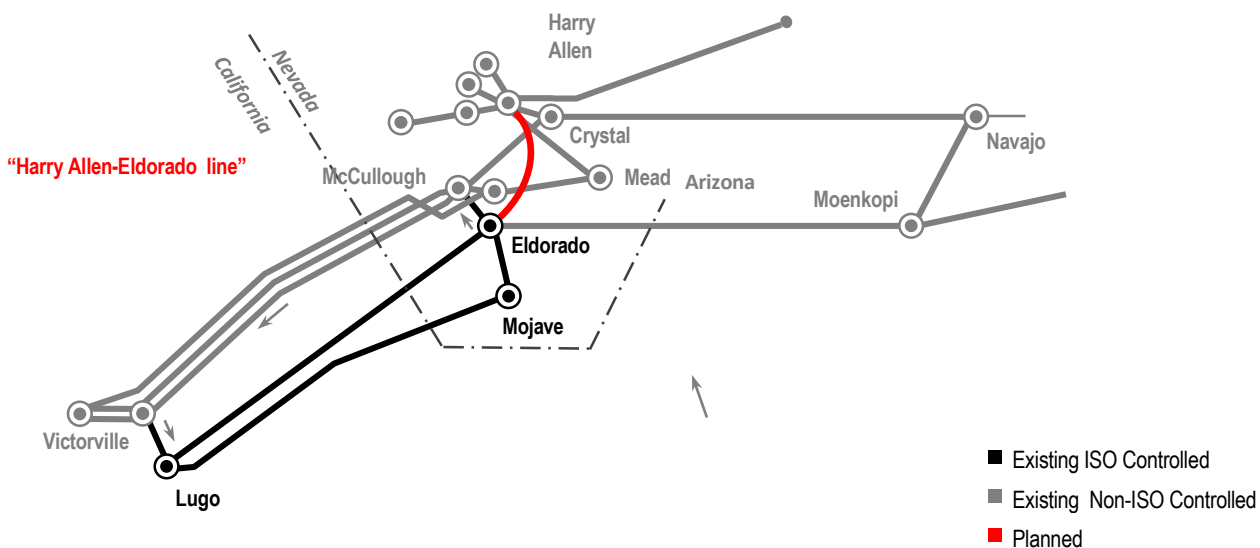 Harry
Allen
Nevada
California
Crystal
Navajo
“Harry Allen-Eldorado line”
McCullough
Mead
Arizona
Moenkopi
Eldorado
Mojave
Victorville
Lugo
Existing ISO Controlled
Existing Non-ISO Controlled
Planned